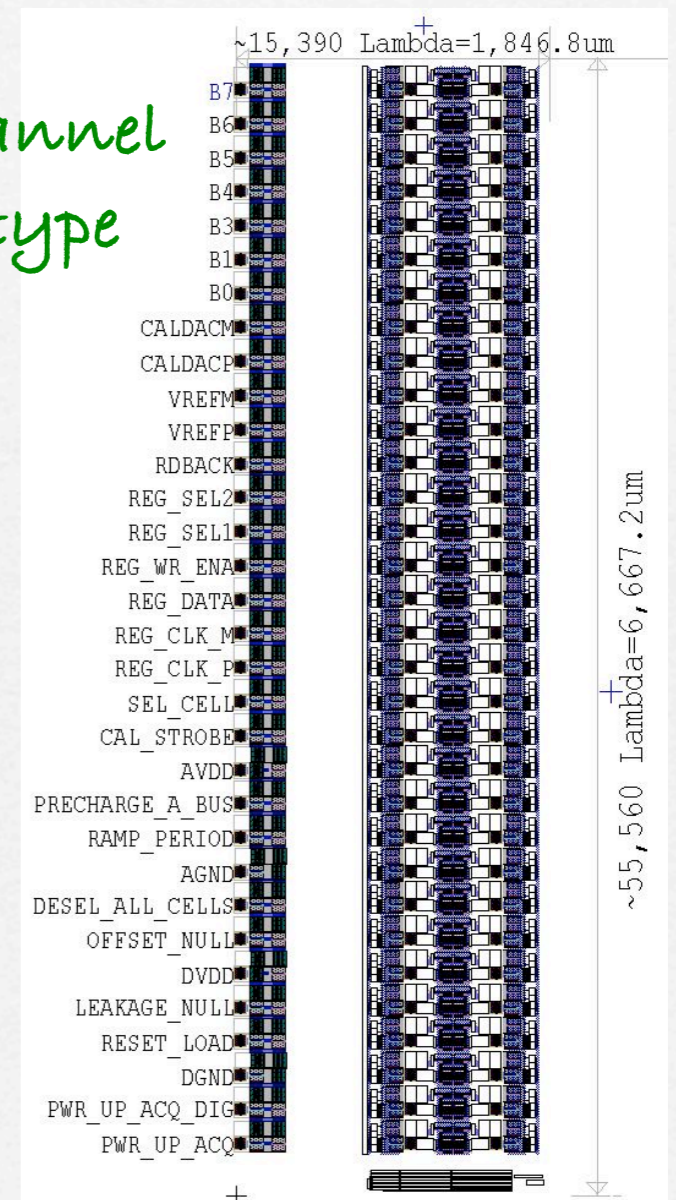 ~15,390 Lambda=1,846.8um
annel
type
B7
B6
B5
B4
B3
B1
B0
CALDACM
CALDACP
VREFM
VREFP
RDBACK
REG_SEL2
REG_SEL1
REG_WR_ENA
REG_DATA
REG_CLK_M
REG_CLK_P
SEL_CELL
CAL_STROBE
AVDD
PRECHARGE_A_BUS
RAMP_PERIOD
AGND
DESEL_ALL_CELLS
OFFSET_NULL
DVDD
LEAKAGE_NULL
RESET_LOAD
DGND
PWR_UP_ACQ_DIG
PWR_UP_ACQ
~55,560 Lambda=6,667.2um